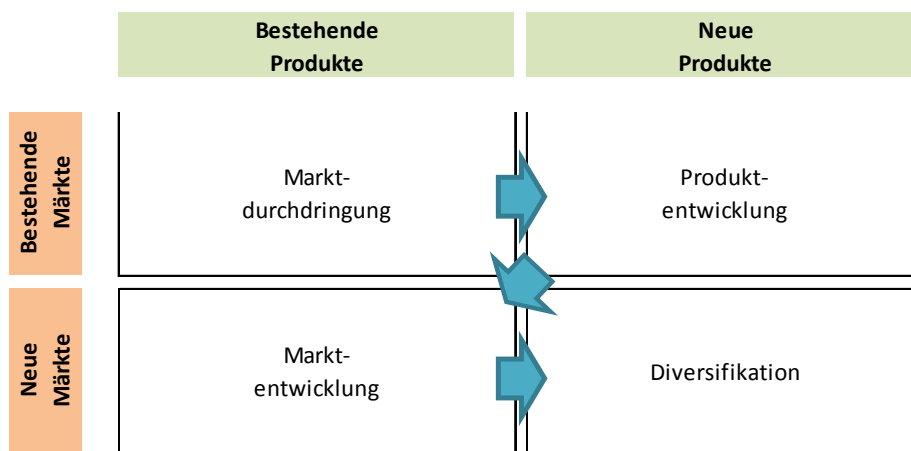 Bestehende
Produkte
Neue
Produkte
Bestehende
Märkte
Markt-
durchdringung
Produkt-
entwicklung
Neue
Märkte
Markt-
entwicklung
Diversifikation